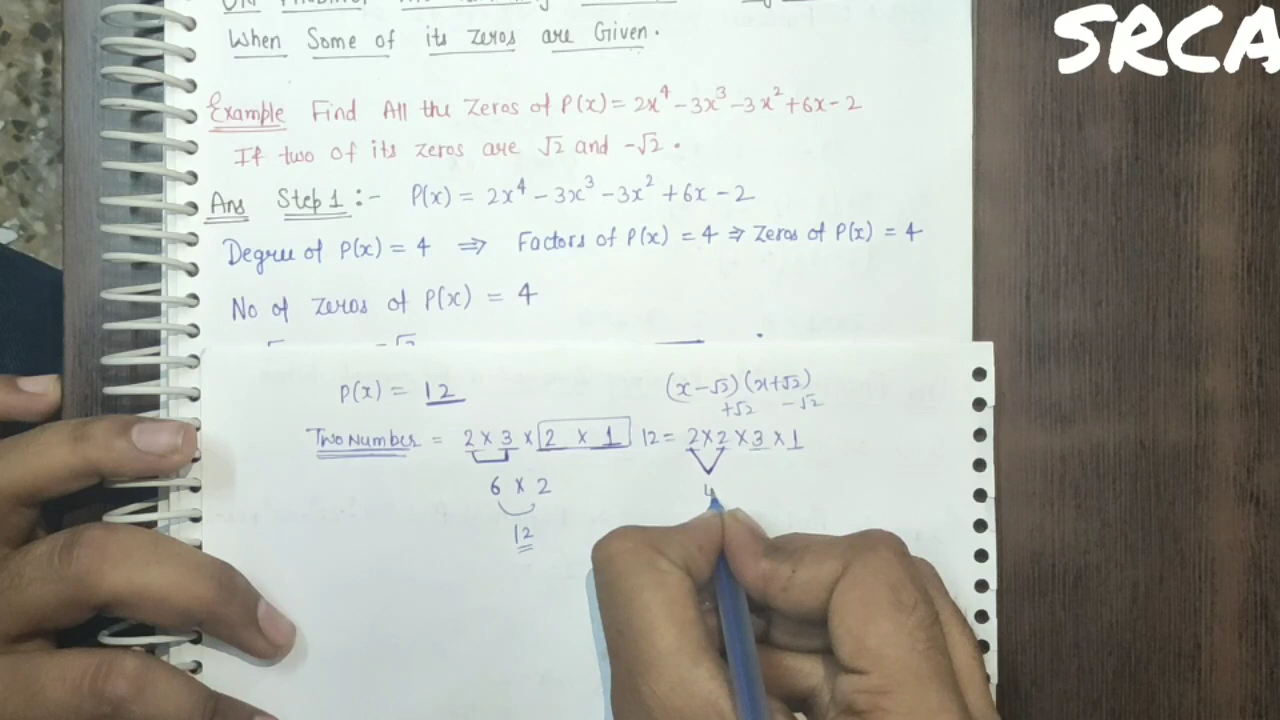 SRCA
When Some of its Zeros are Given.
Example Find All the Zeros of P(x) = 2x⁴ - 3x³ - 3x² + 6x - 2
If two of its zeros are √2 and -√2.
Ans Step 1 :- P(x) = 2x⁴ - 3x³ - 3x² + 6x - 2
Degree of P(x) = 4 ⇒ Factors of P(x) = 4 ⇒ Zeros of P(x) = 4
No of zeros of P(x) = 4
P(x) = 12 (x - √2) (x + √2)
+√2 -√2
Two Number = 2 × 3 × 2 × 1 12 = 2 × 2 × 3 × 1
6 × 2 4
12